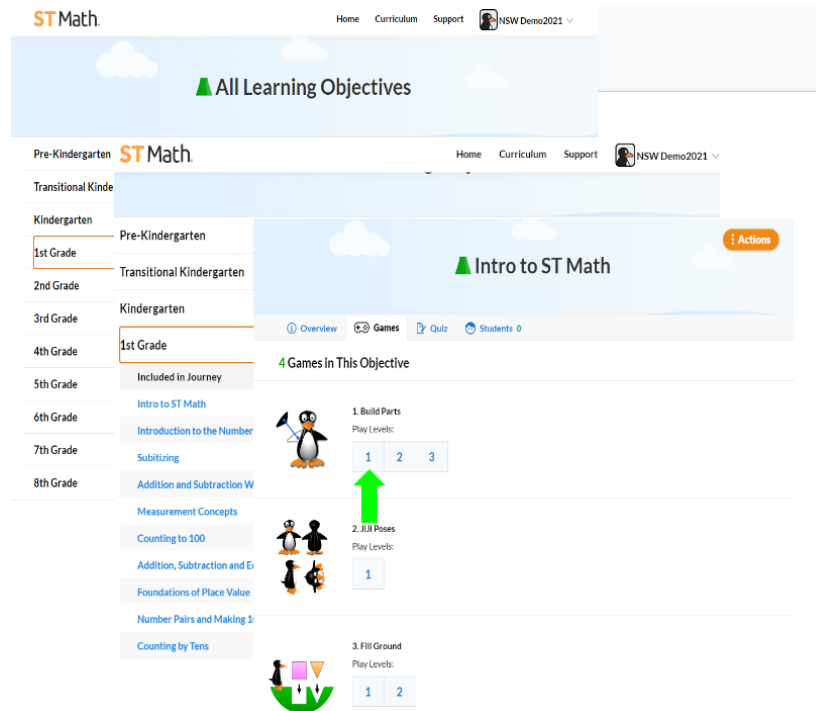 ST Math.
Home Curriculum Support NSW Demo2021
All Learning Objectives
Pre-Kindergarten
Transitional Kinde
Kindergarten
1st Grade
2nd Grade
3rd Grade
4th Grade
5th Grade
6th Grade
7th Grade
8th Grade
ST Math.
Home Curriculum Support NSW Demo2021
Pre-Kindergarten
Transitional Kindergarten
Kindergarten
1st Grade
Included in Journey
Intro to ST Math
Introduction to the Number
Subitizing
Addition and Subtraction W
Measurement Concepts
Counting to 100
Addition, Subtraction and E
Foundations of Place Value
Number Pairs and Making 1
Counting by Tens
Actions
Intro to ST Math
Overview Games Quiz Students 0
4 Games in This Objective
1. Build Parts
Play Levels:
1 2 3
2. JiJi Poses
Play Levels:
1
3. Fill Ground
Play Levels:
1 2